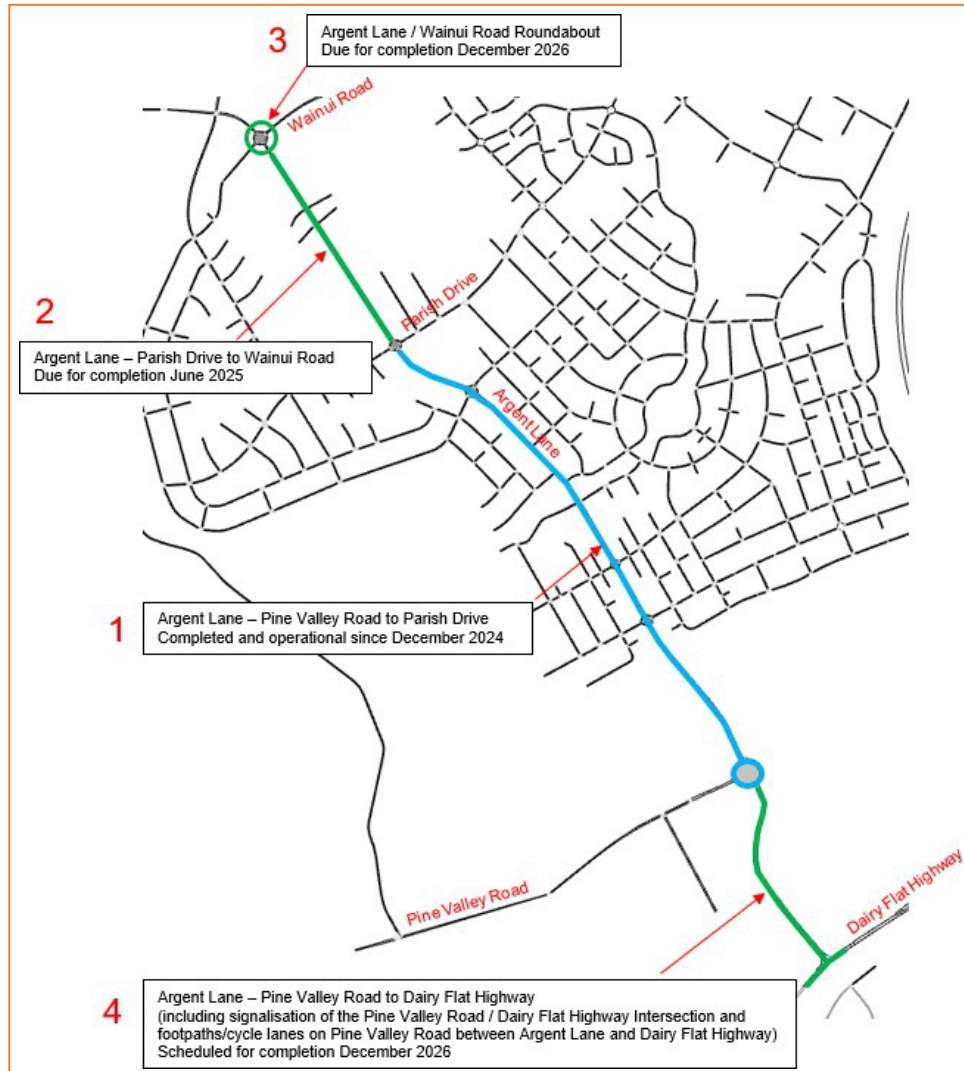 3
Argent Lane / Wainui Road Roundabout
Due for completion December 2026
Wainui Road
2
Parish Drive
Argent Lane – Parish Drive to Wainui Road
Due for completion June 2025
Argent Lane
1
Argent Lane – Pine Valley Road to Parish Drive
Completed and operational since December 2024
Pine Valley Road
Dairy Flat Highway
4
Argent Lane – Pine Valley Road to Dairy Flat Highway
(including signalisation of the Pine Valley Road / Dairy Flat Highway Intersection and
footpaths/cycle lanes on Pine Valley Road between Argent Lane and Dairy Flat Highway)
Scheduled for completion December 2026